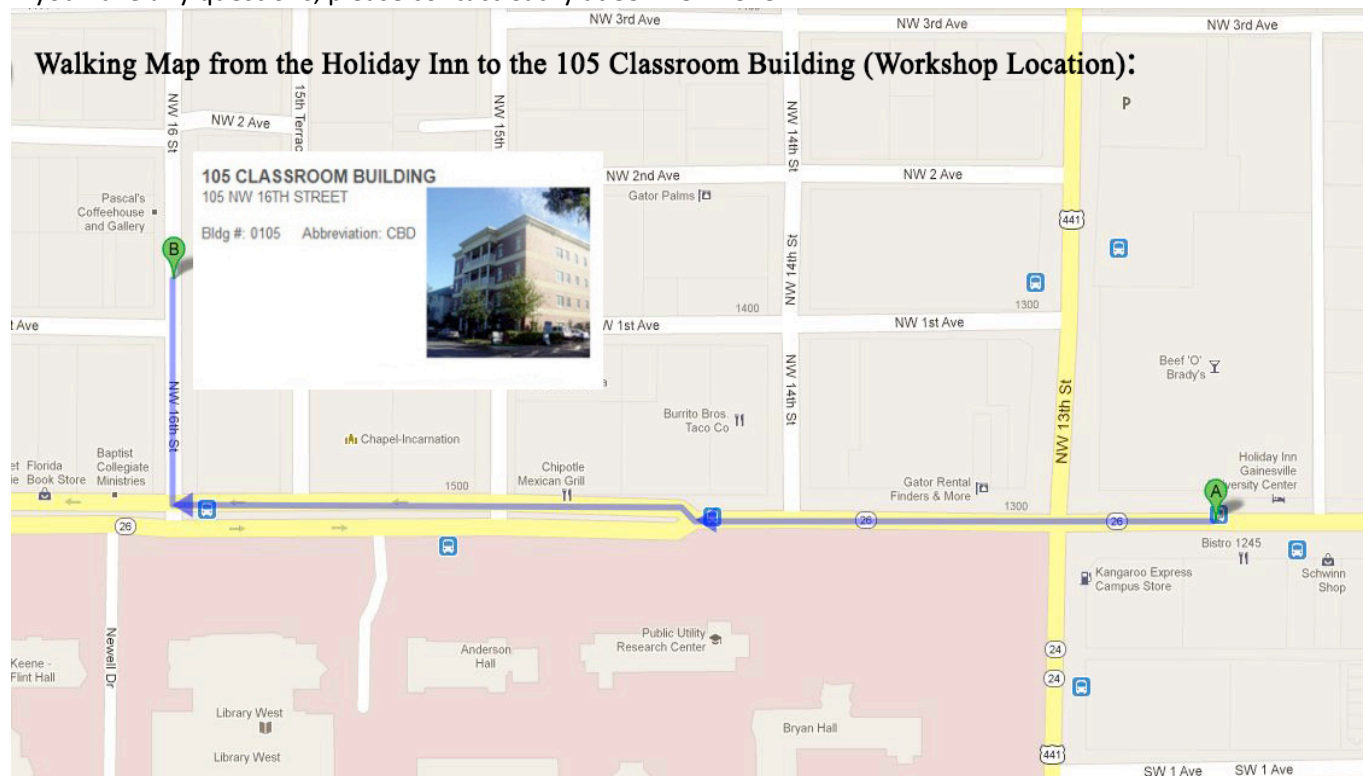 NW 3rd Ave
NW 3rd Ave
NW 3rd Ave
Walking Map from the Holiday Inn to the 105 Classroom Building (Workshop Location):
P
NW 16 St
15th Terrac
NW 15th
NW 14th St
NW 2 Ave
105 CLASSROOM BUILDING
105 NW 16TH STREET
Bldg #: 0105 Abbreviation: CBD
NW 2nd Ave
NW 2 Ave
Gator Palms
Pascal's
Coffeehouse
and Gallery
441
B
NW 14th St
1400
1300
t Ave
W 1st Ave
NW 1st Ave
Beef 'O'
Brady's
NW 16th St
NW 14th St
NW 13th St
Burrito Bros.
Taco Co
Chapel-Incarnation
Baptist
Collegiate
Ministries
et Florida
e Book Store
1500
Chipotle
Mexican Grill
Gator Rental
Finders & More
1300
Holiday Inn
Gainesville
versity Center
A
26
26
26
Bistro 1245
Kangaroo Express
Campus Store
Schwinn
Shop
Newell Dr
Keene -
Flint Hall
Anderson
Hall
Public Utility
Research Center
24
24
Library West
Library West
Bryan Hall
441
SW 1 Ave
SW 1 Ave